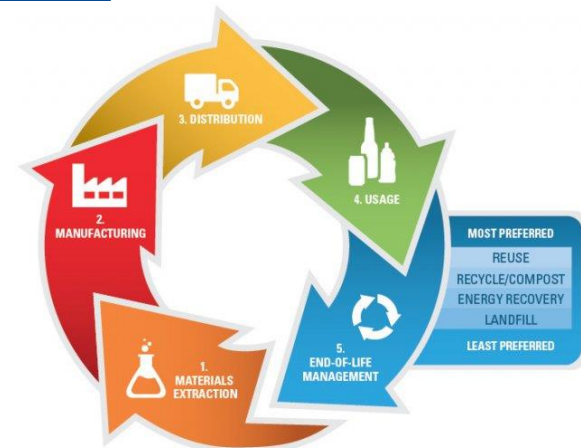 1.
MATERIALS
EXTRACTION
2.
MANUFACTURING
3. DISTRIBUTION
4. USAGE
5.
END-OF-LIFE
MANAGEMENT
MOST PREFERRED
REUSE
RECYCLE/COMPOST
ENERGY RECOVERY
LANDFILL
LEAST PREFERRED